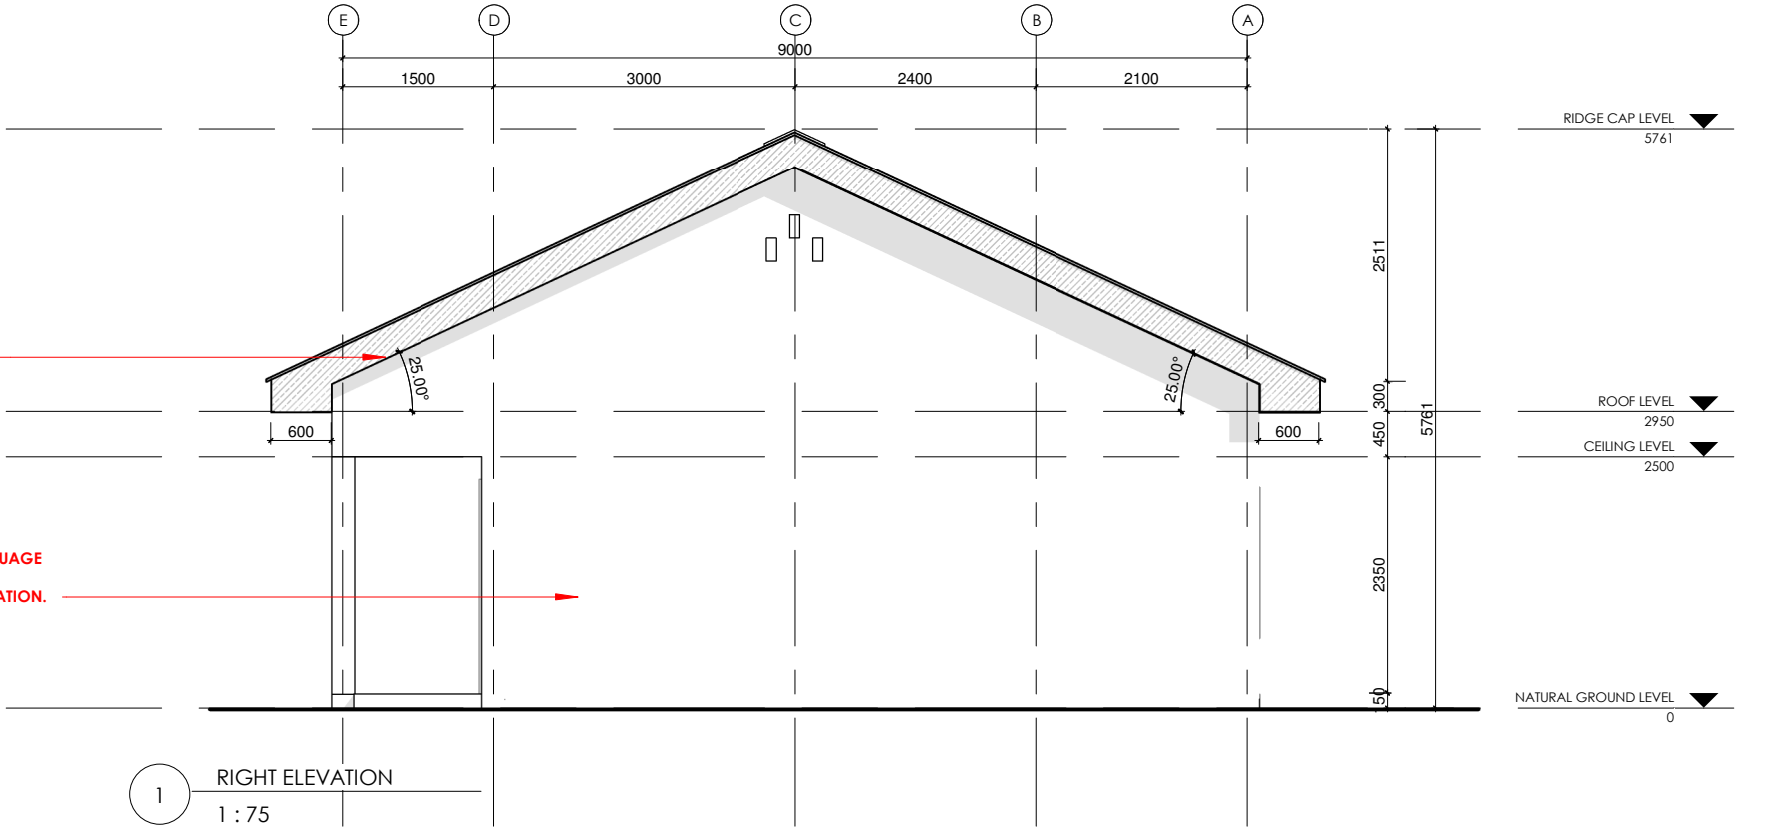 E D C B A
9000
1500 3000 2400 2100
RIDGE CAP LEVEL
5761
2511
25.00°
25.00°
300
ROOF LEVEL
2950
5761
600
600
450
CEILING LEVEL
2500
UAGE
ATION.
2350
150
NATURAL GROUND LEVEL
0
1
RIGHT ELEVATION
1 : 75